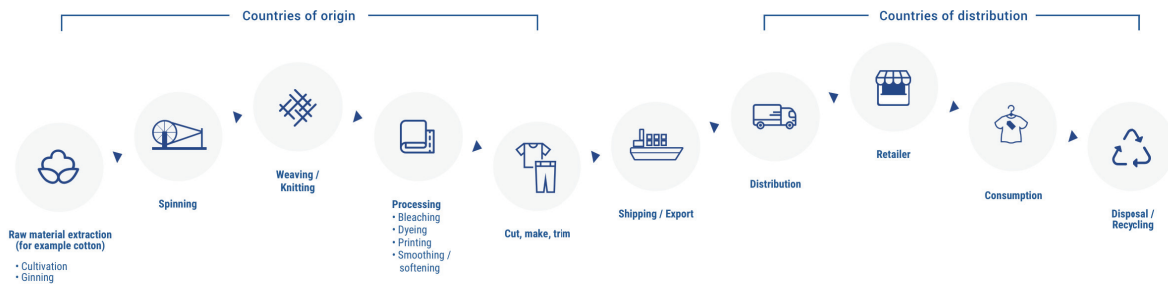 Countries of origin
Countries of distribution
Raw material extraction
(for example cotton)
• Cultivation
• Ginning
Spinning
Weaving /
Knitting
Processing
• Bleaching
• Dyeing
• Printing
• Smoothing /
softening
Cut, make, trim
Shipping / Export
Distribution
Retailer
Consumption
Disposal /
Recycling